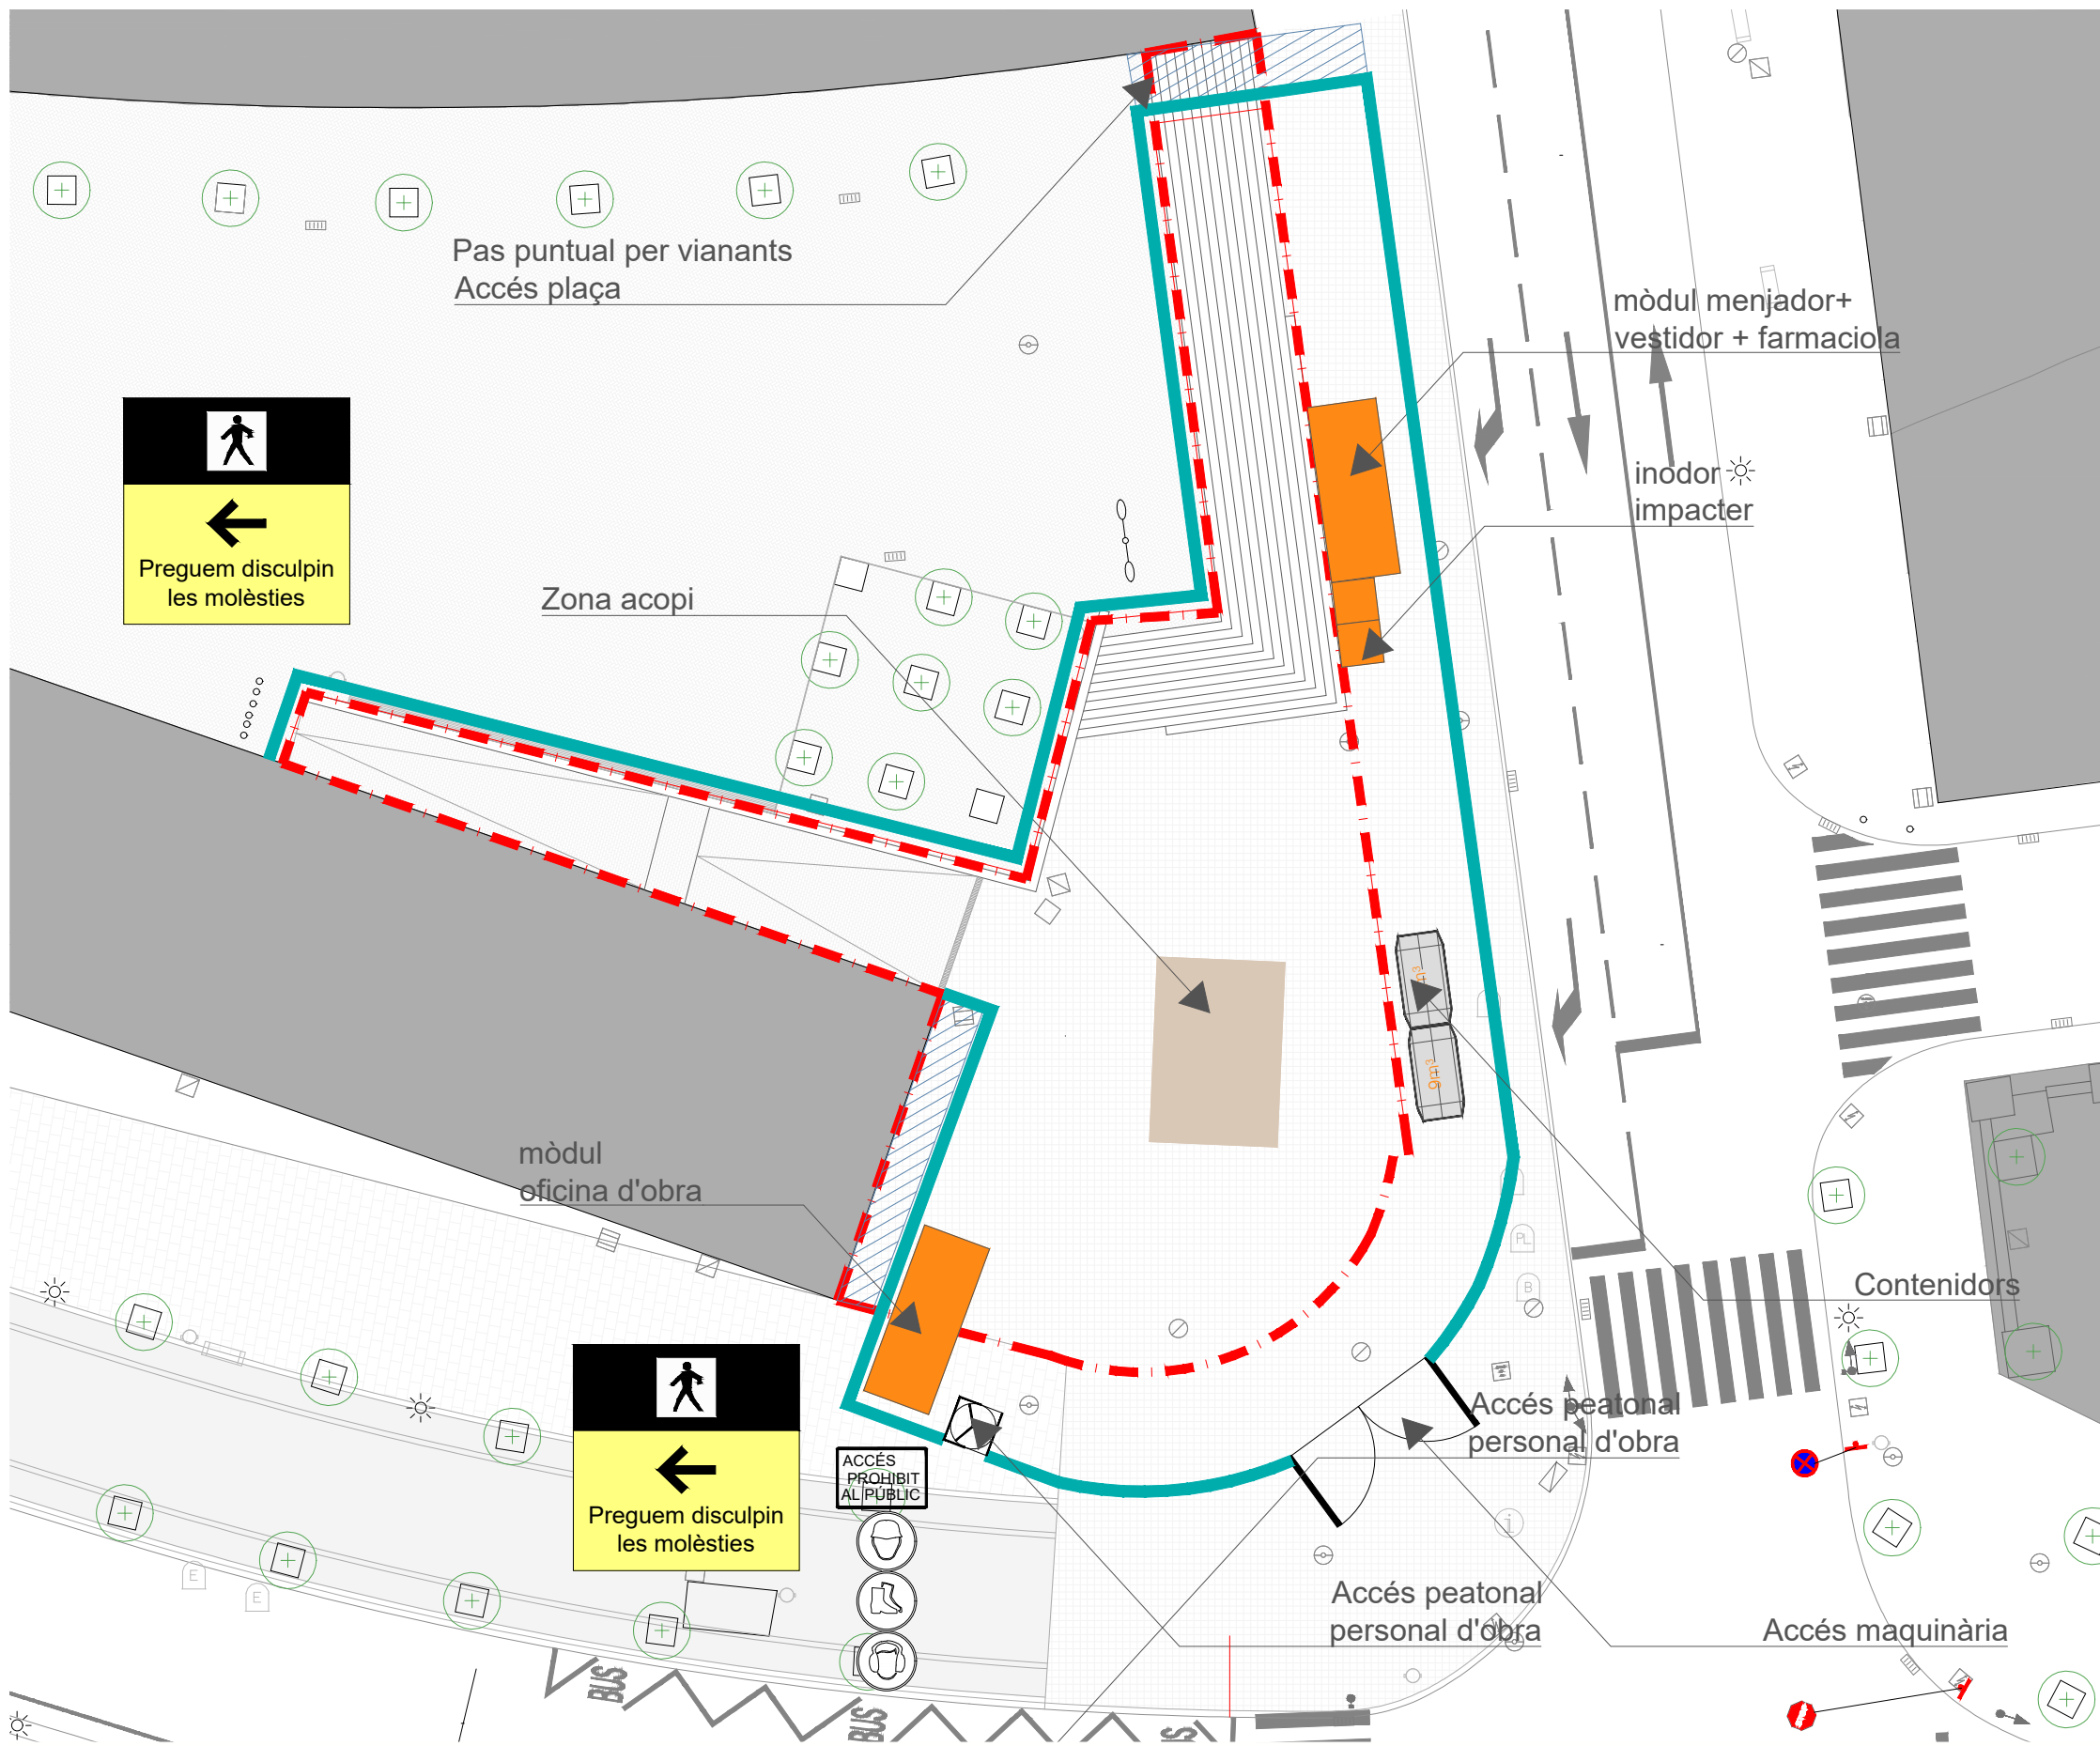 Pas puntual per vianants
Accés plaça
mòdul menjador+
vestidor + farmaciola
inodor
impacter
Preguem disculpin
les molèsties
Zona acopi
9m3
mòdul
oficina d'obra
PL
B
Contenidors
Accés peatonal
personal d'obra
ACCÉS
PROHIBIT
AL PÚBLIC
Preguem disculpin
les molèsties
i
E
E
Accés peatonal
personal d'obra
Accés maquinària
BUS
BUS